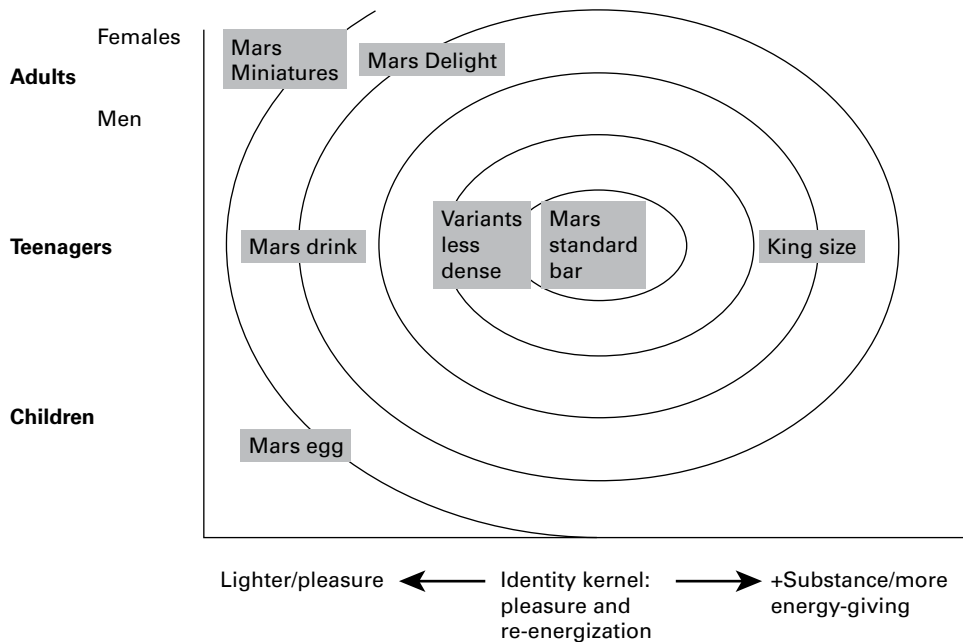 Females
Adults
Men
Teenagers
Children
Mars
Miniatures
Mars Delight
Mars drink
Variants
less
dense
Mars
standard
bar
King size
Mars egg
Lighter/pleasure
Identity kernel:
pleasure and
re-energization
+Substance/more
energy-giving